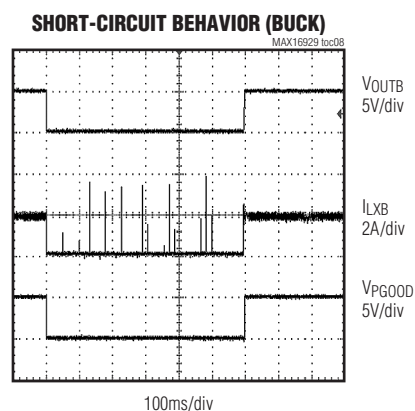 SHORT-CIRCUIT BEHAVIOR (BUCK)
MAX16929 toc08
VOUTB
5V/div
ILXB
2A/div
VPGOOD
5V/div
100ms/div